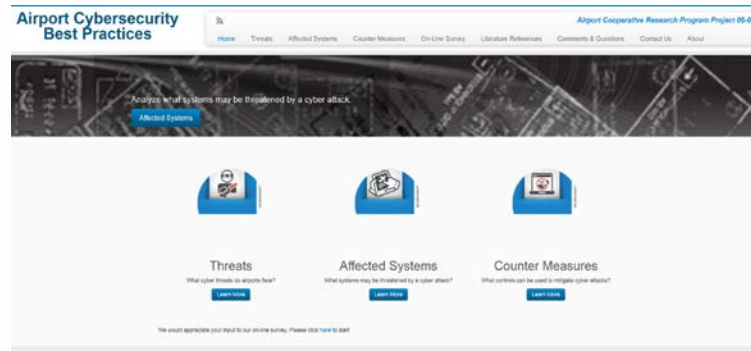 Airport Cybersecurity
Best Practices
Airport Cooperative Research Program Project
Home Threats Affected Systems Counter Measures On-Line Survey Literature References Comments & Questions Contact Us About
Analyze what systems may be threatened by a cyber attack.
Affected Systems
Threats Affected Systems Counter Measures
What cyber threats do airports face? What systems may be threatened by a cyber attack? What controls can be used to mitigate cyber attacks?
Learn More Learn More Learn More
We would appreciate your input to our on-line survey. Please click here to start